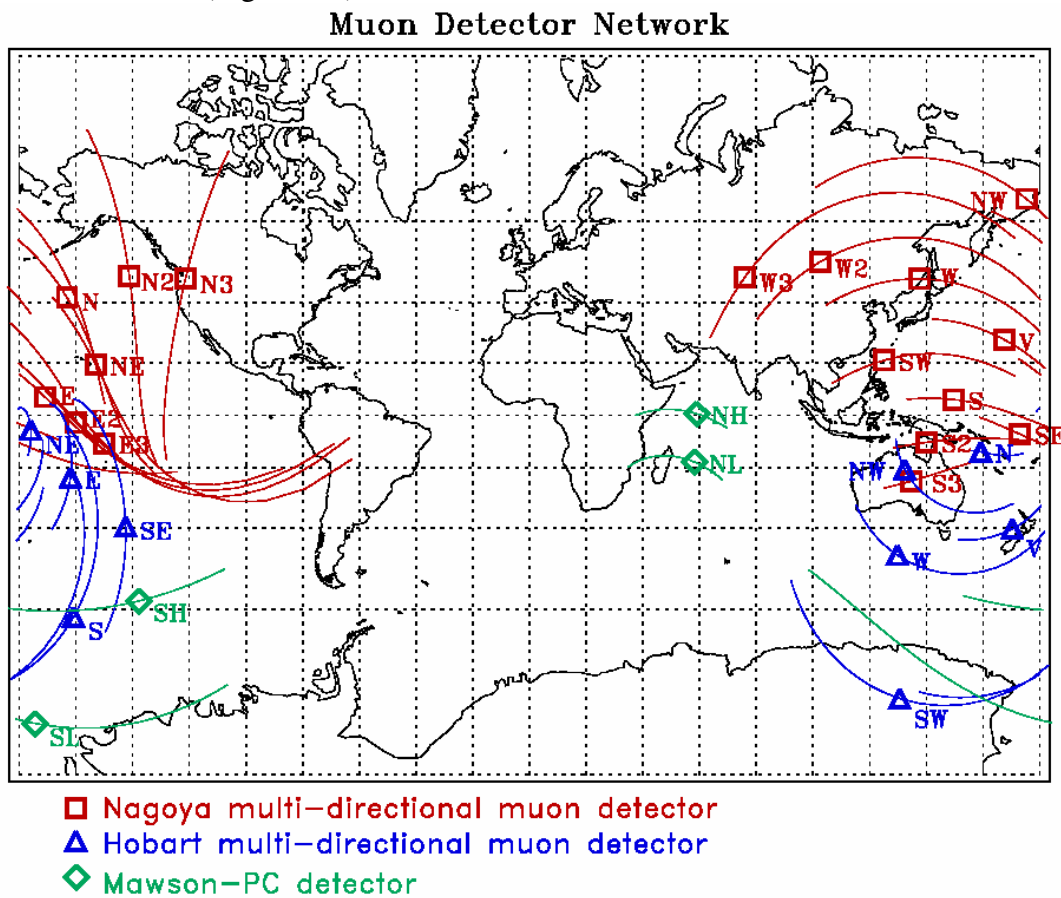 Muon Detector Network
NW
N2
N3
W3
W2
W
N
V
NE
SW
E
S
E2
NH
SE
NE
E3
S2
N
NL
NW
E
S3
SE
V
W
SH
S
SL
SW
Nagoya multi-directional muon detector
Hobart multi-directional muon detector
Mawson-PC detector